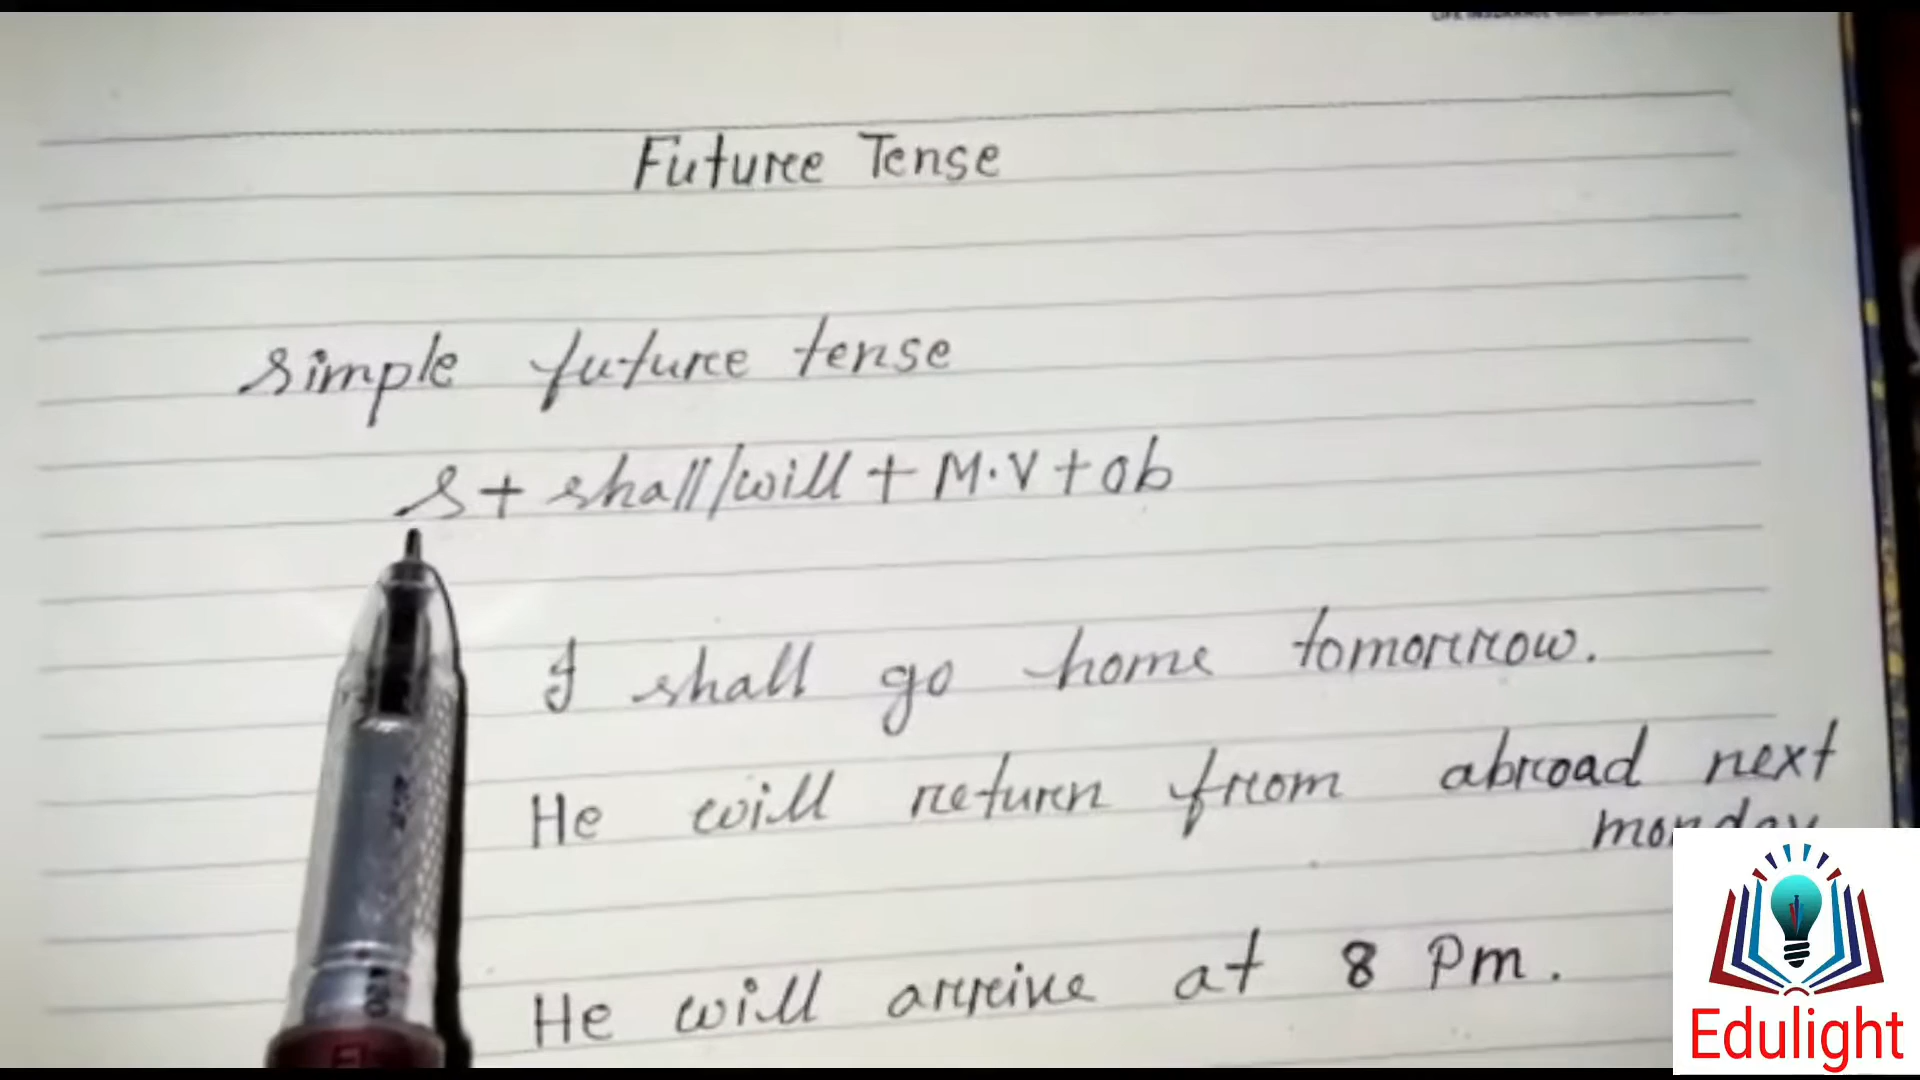 Future Tense
simple future tense
S + shall/will + M.V + ob
I shall go home tomorrow.
He will return from abroad next
monday
He will arrive at 8 Pm.
Edulight